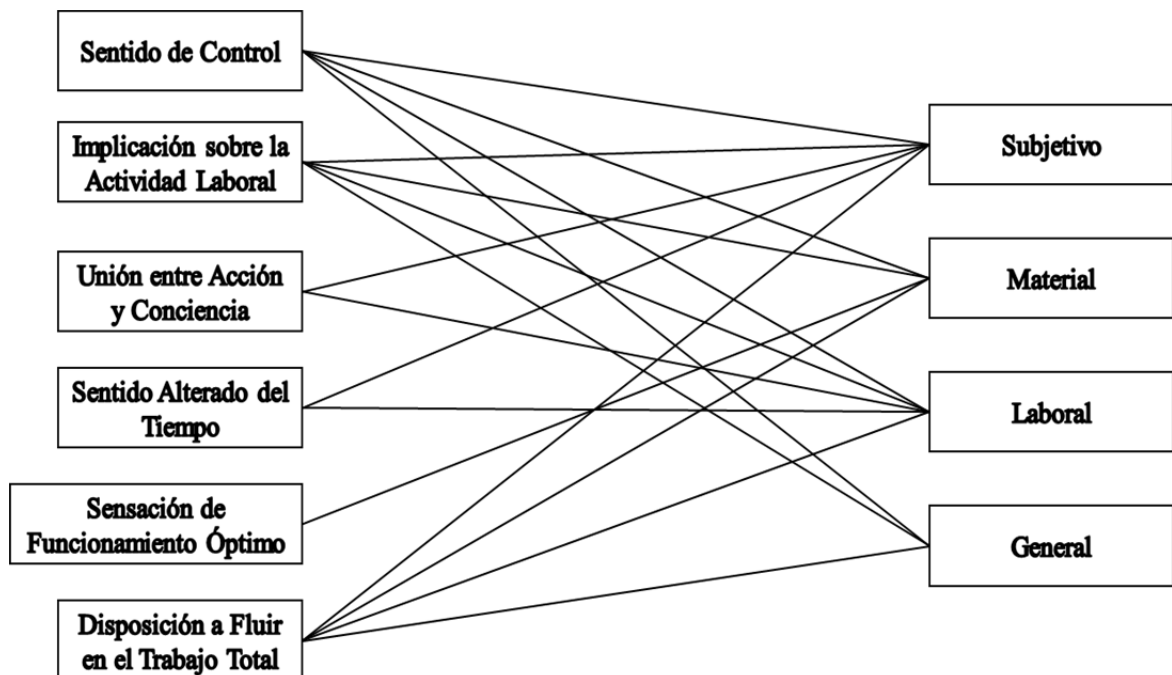 Sentido de Control
Implicación sobre la
Actividad Laboral
Unión entre Acción
y Conciencia
Sentido Alterado del
Tiempo
Sensación de
Funcionamiento Óptimo
Disposición a Fluir
en el Trabajo Total
Subjetivo
Material
Laboral
General